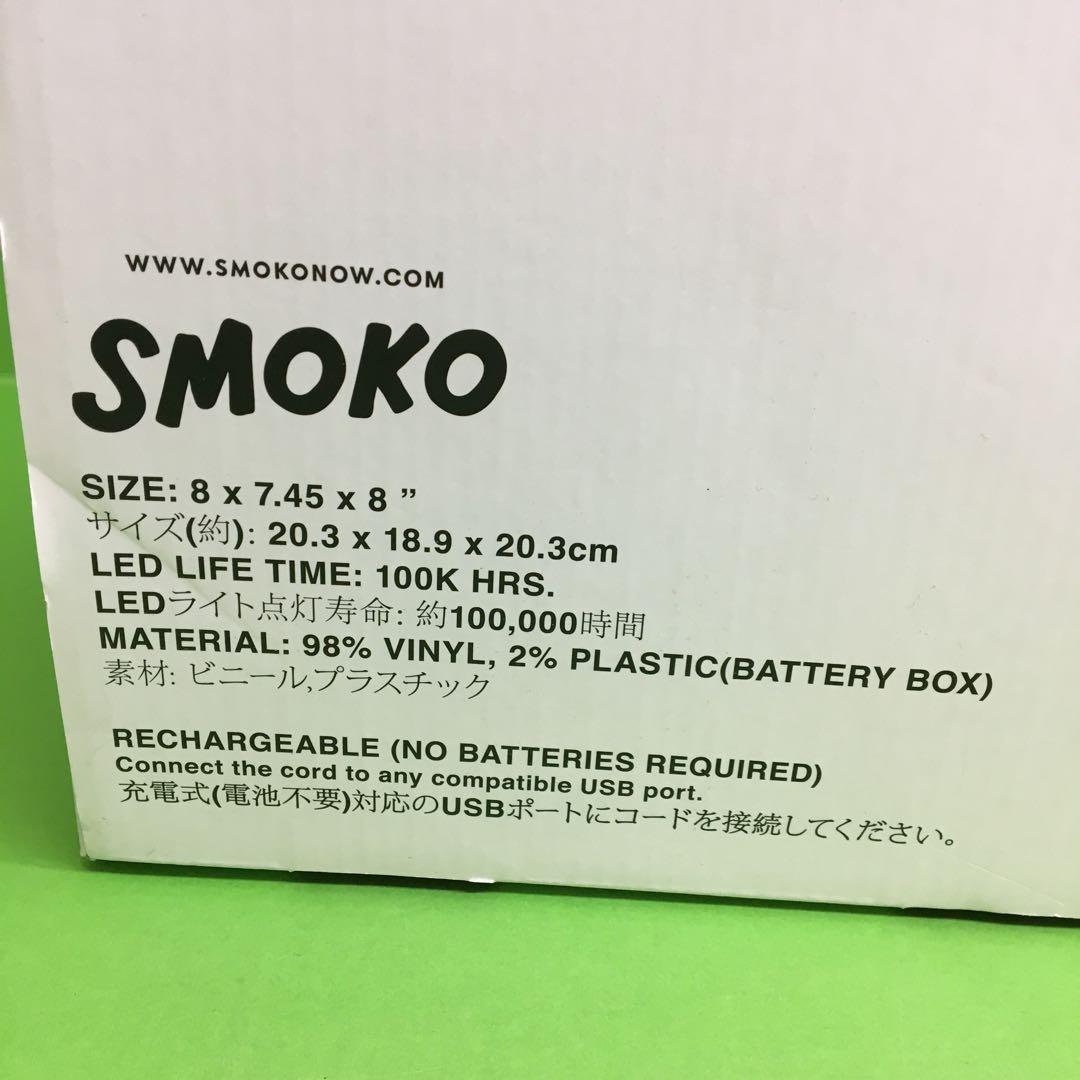 WWW.SMOKONOW.COM
SMOKO
SIZE: 8 x 7.45 x 8 ”
サイズ(約): 20.3 x 18.9 x 20.3cm
LED LIFE TIME: 100K HRS.
LEDライト点灯寿命: 約100,000時間
MATERIAL: 98% VINYL, 2% PLASTIC(BATTERY BOX)
素材: ビニール,プラスチック
RECHARGEABLE (NO BATTERIES REQUIRED)
Connect the cord to any compatible USB port.
充電式(電池不要)対応のUSBポートにコードを接続してください。